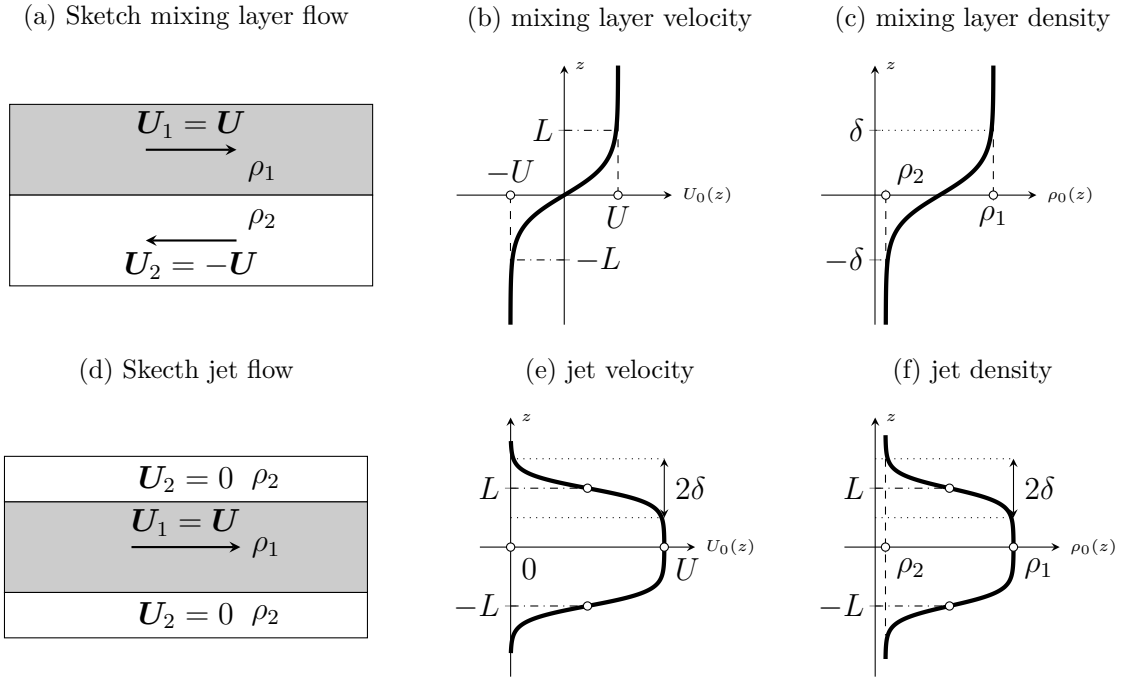 (a) Sketch mixing layer flow
U₁ = U
ρ₁
ρ₂
U₂ = −U
(b) mixing layer velocity
z
L
−U
U₀(z)
U
−L
(c) mixing layer density
z
δ
ρ₂
ρ₀(z)
ρ₁
−δ
(d) Skecth jet flow
U₂ = 0 ρ₂
U₁ = U
ρ₁
U₂ = 0 ρ₂
(e) jet velocity
z
L
2δ
U₀(z)
0
U
−L
(f) jet density
z
L
2δ
ρ₀(z)
ρ₂
ρ₁
−L